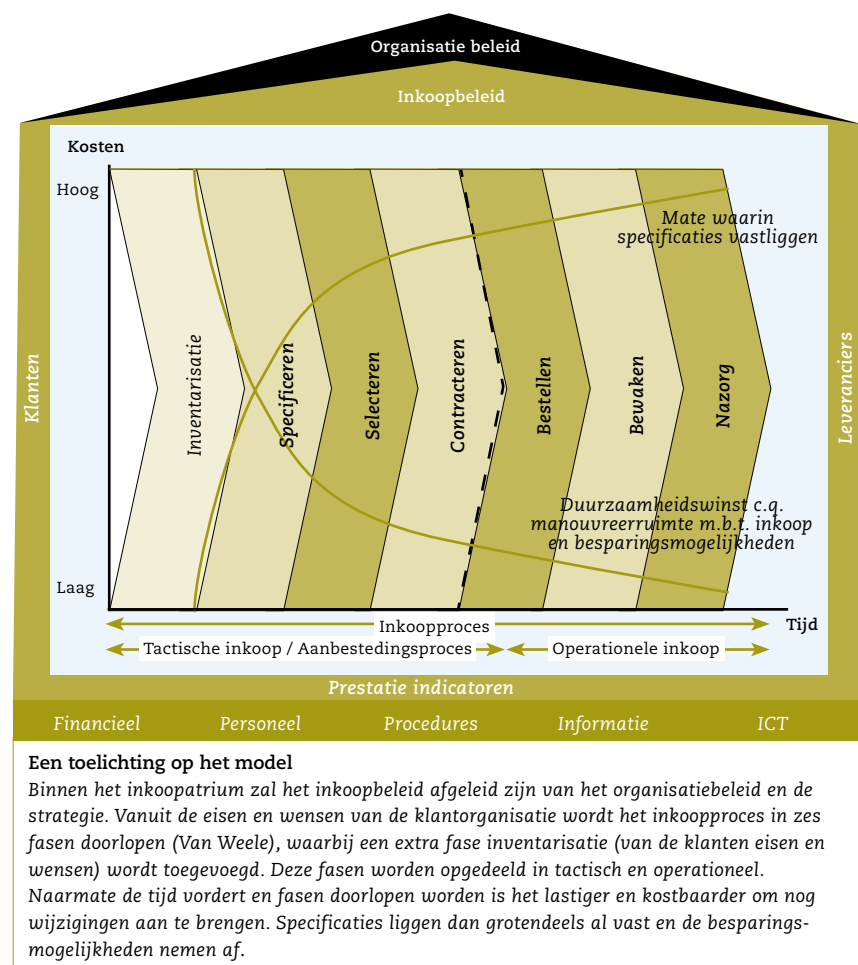 Organisatie beleid
Inkoopbeleid
Kosten
Hoog
Mate waarin
specificaties vastliggen
Klanten
Inventarisatie
Specificeren
Selecteren
Contracteren
Bestellen
Bewaken
Nazorg
Leveranciers
Duurzaamheidswinst c.q.
manouvreerruimte m.b.t. inkoop
en besparingsmogelijkheden
Laag
Inkoopproces
Tijd
Tactische inkoop / Aanbestedingsproces
Operationele inkoop
Prestatie indicatoren
Financieel
Personeel
Procedures
Informatie
ICT
Een toelichting op het model
Binnen het inkoopatrium zal het inkoopbeleid afgeleid zijn van het organisatiebeleid en de
strategie. Vanuit de eisen en wensen van de klantorganisatie wordt het inkoopproces in zes
fasen doorlopen (Van Weele), waarbij een extra fase inventarisatie (van de klanten eisen en
wensen) wordt toegevoegd. Deze fasen worden opgedeeld in tactisch en operationeel.
Naarmate de tijd vordert en fasen doorlopen worden is het lastiger en kostbaarder om nog
wijzigingen aan te brengen. Specificaties liggen dan grotendeels al vast en de besparings-
mogelijkheden nemen af.